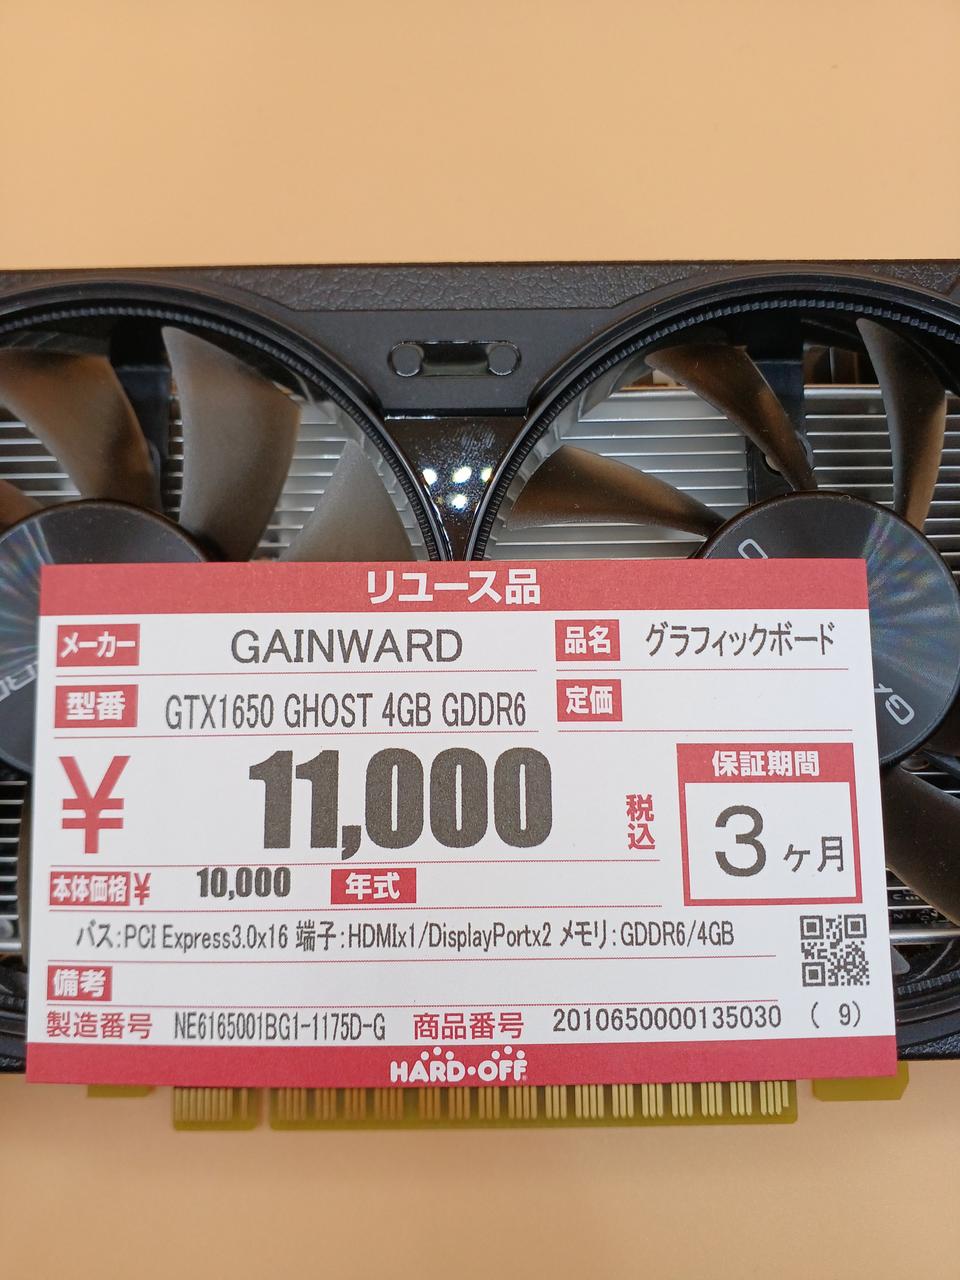 リユース品
メーカー GAINWARD 品名 グラフィックボード
型番 GTX1650 GHOST 4GB GDDR6 定価
¥ 11,000 税込 保証期間
3ヶ月
本体価格¥ 10,000 年式
バス:PCI Express3.0x16 端子:HDMIx1/DisplayPortx2 メモリ:GDDR6/4GB
備考
製造番号 NE6165001BG1-1175D-G 商品番号 2010650000135030 ( 9)
HARD・OFF